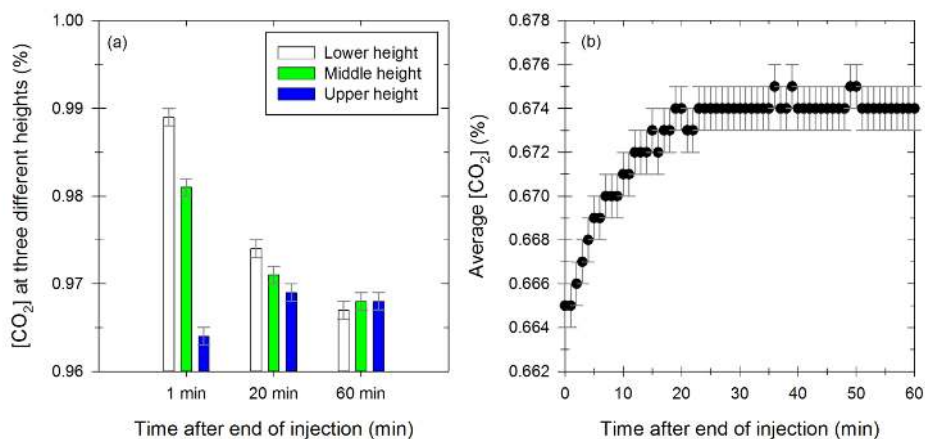 (a)
Lower height
Middle height
Upper height
[CO₂] at three different heights (%)
1.00
0.99
0.98
0.97
0.96
1 min 20 min 60 min
Time after end of injection (min)
(b)
Average [CO₂] (%)
0.678
0.676
0.674
0.672
0.670
0.668
0.666
0.664
0.662
0 10 20 30 40 50 60
Time after end of injection (min)